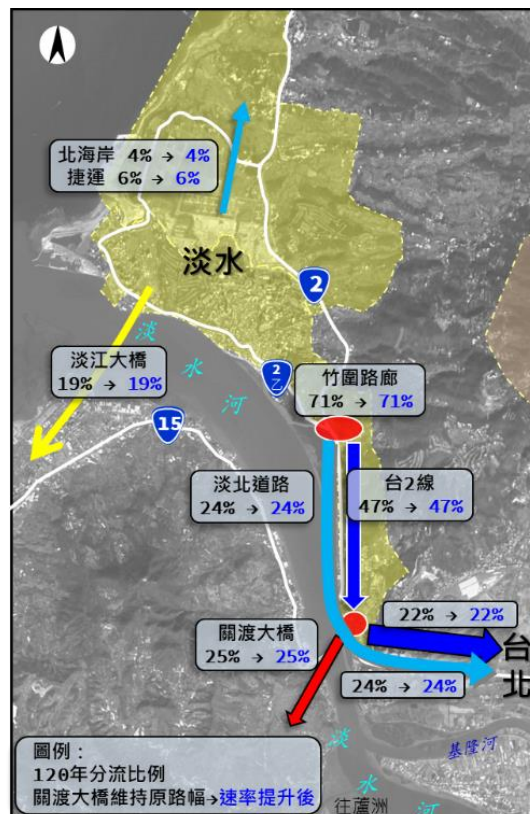 北海岸 4% → 4%
捷運 6% → 6%
淡水
2
淡水河
淡江大橋
19% → 19%
2
乙
竹圍路廊
71% → 71%
15
淡北道路
24% → 24%
台2線
47% → 47%
22% → 22%
關渡大橋
25% → 25%
台北
24% → 24%
基隆河
淡水河
往蘆洲
圖例：
120年分流比例
關渡大橋維持原路幅→速率提升後